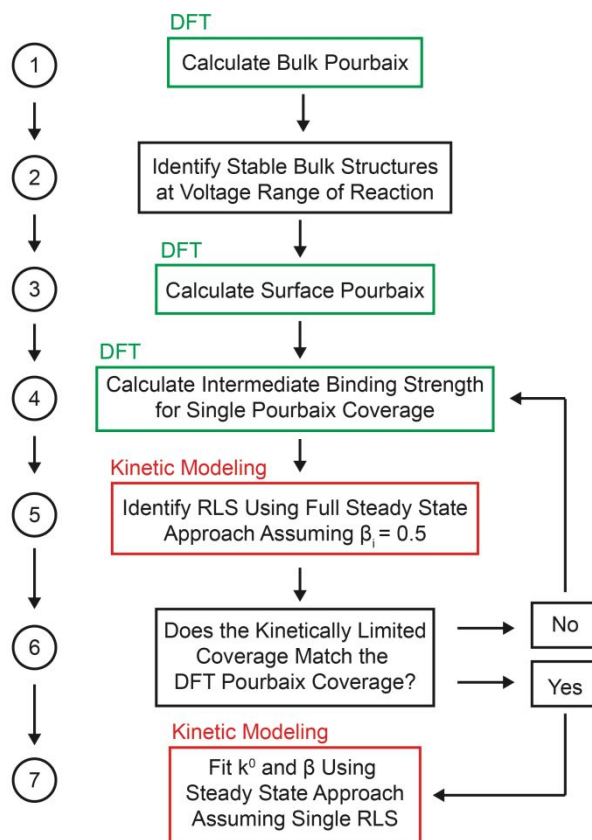 DFT
1
Calculate Bulk Pourbaix
2
Identify Stable Bulk Structures
at Voltage Range of Reaction
DFT
3
Calculate Surface Pourbaix
DFT
4
Calculate Intermediate Binding Strength
for Single Pourbaix Coverage
Kinetic Modeling
5
Identify RLS Using Full Steady State
Approach Assuming βi = 0.5
6
Does the Kinetically Limited
Coverage Match the
DFT Pourbaix Coverage?
No
Yes
Kinetic Modeling
7
Fit k⁰ and β Using
Steady State Approach
Assuming Single RLS